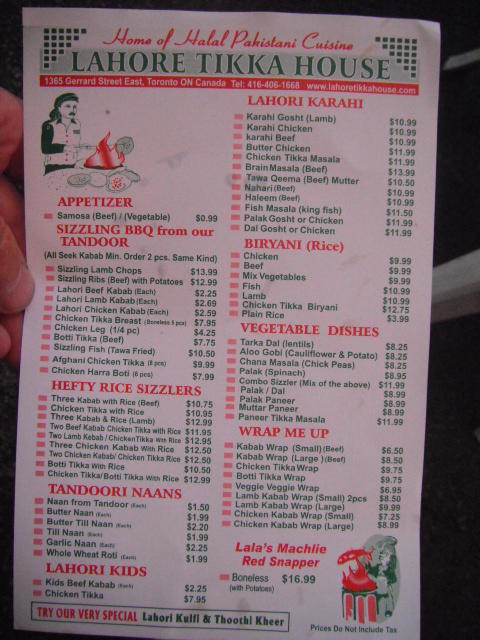 Home of Halal Pakistani Cuisine
LAHORE TIKKA HOUSE
1365 Gerrard Street East, Toronto ON Canada Tel: 416-406-1668 www.lahoretikkahouse.com
APPETIZER
Samosa (Beef) / (Vegetable) $0.99
SIZZLING BBQ from our
TANDOOR
(All Seek Kabab Min. Order 2 pcs. Same Kind)
Sizzling Lamb Chops $13.99
Sizzling Ribs (Beef) with Potatoes $12.99
Lahori Beef Kabab (Each) $2.25
Lahori Lamb Kabab (Each) $2.69
Lahori Chicken Kabab (Each) $2.59
Chicken Tikka Breast (Boneless 5 pcs) $7.95
Chicken Leg (1/4 pc) $4.25
Botti Tikka (Beef) $7.75
Sizzling Fish (Tawa Fried) $10.50
Afghani Chicken Tikka (8 pcs) $9.99
Chicken Hara Boti (6 pcs) $7.99
HEFTY RICE SIZZLERS
Three Kabab with Rice (Beef) $10.75
Chicken Tikka with Rice $10.95
Three Kabab & Rice (Lamb) $12.99
Two Beef Kabab Chicken Tikka with Rice $11.95
Two Lamb Kabab / Chicken Tikka With Rice $12.95
Three Chicken Kabab With Rice $12.50
Two Chicken Kabab/ Chicken Tikka With Rice $12.50
Botti Tikka With Rice $10.50
Chicken Tikka/ Botti Tikka With Rice $12.99
TANDOORI NAANS
Naan from Tandoor (Each) $1.50
Butter Naan (Each) $1.99
Butter Till Naan (Each) $2.20
Till Naan (Each) $1.99
Garlic Naan (Each) $2.25
Whole Wheat Roti (Each) $1.99
LAHORI KIDS
Kids Beef Kabab (Each) $2.25
Chicken Tikka $7.95
LAHORI KARAHI
Karahi Gosht (Lamb) $10.99
Karahi Chicken $10.99
karahi Beef $10.99
Butter Chicken $11.99
Chicken Tikka Masala $11.99
Brain Masala (Beef) $13.99
Tawa Qeema (Beef) Mutter $10.50
Nahari (Beef) $10.99
Haleem (Beef) $10.99
Fish Masala (king fish) $11.50
Palak Gosht or Chicken $11.99
Dal Gosht or Chicken $11.99
BIRYANI (Rice)
Chicken $9.99
Beef $9.99
Mix Vegetables $9.99
Fish $10.99
Lamb $10.99
Chicken Tikka Biryani $12.75
Plain Rice $3.99
VEGETABLE DISHES
Tarka Dal (lentils) $8.25
Aloo Gobi (Cauliflower & Potato) $8.25
Chana Masala (Chick Peas) $8.25
Palak (Spinach) $8.95
Combo Sizzler (Mix of the above) $11.99
Palak / Dal $8.99
Palak Paneer $8.99
Muttar Paneer $8.99
Paneer Tikka Masala $11.99
WRAP ME UP
Kabab Wrap (Small) (Beef) $6.50
Kabab Wrap (Large ) (Beef) $8.50
Chicken Tikka Wrap $9.75
Botti Tikka Wrap $9.75
Veggie Veggie Wrap $6.95
Lamb Kabab Wrap (Small) 2pcs $8.50
Lamb Kabab Wrap (Large) $9.99
Chicken Kabab Wrap (Small) $7.25
Chicken Kabab Wrap (Large) $8.99
Lala's Machlie
Red Snapper
Boneless $16.99
(with Potatoes)
TRY OUR VERY SPECIAL Lahori Kulfi & Thoothi Kheer
Prices Do Not Include Tax